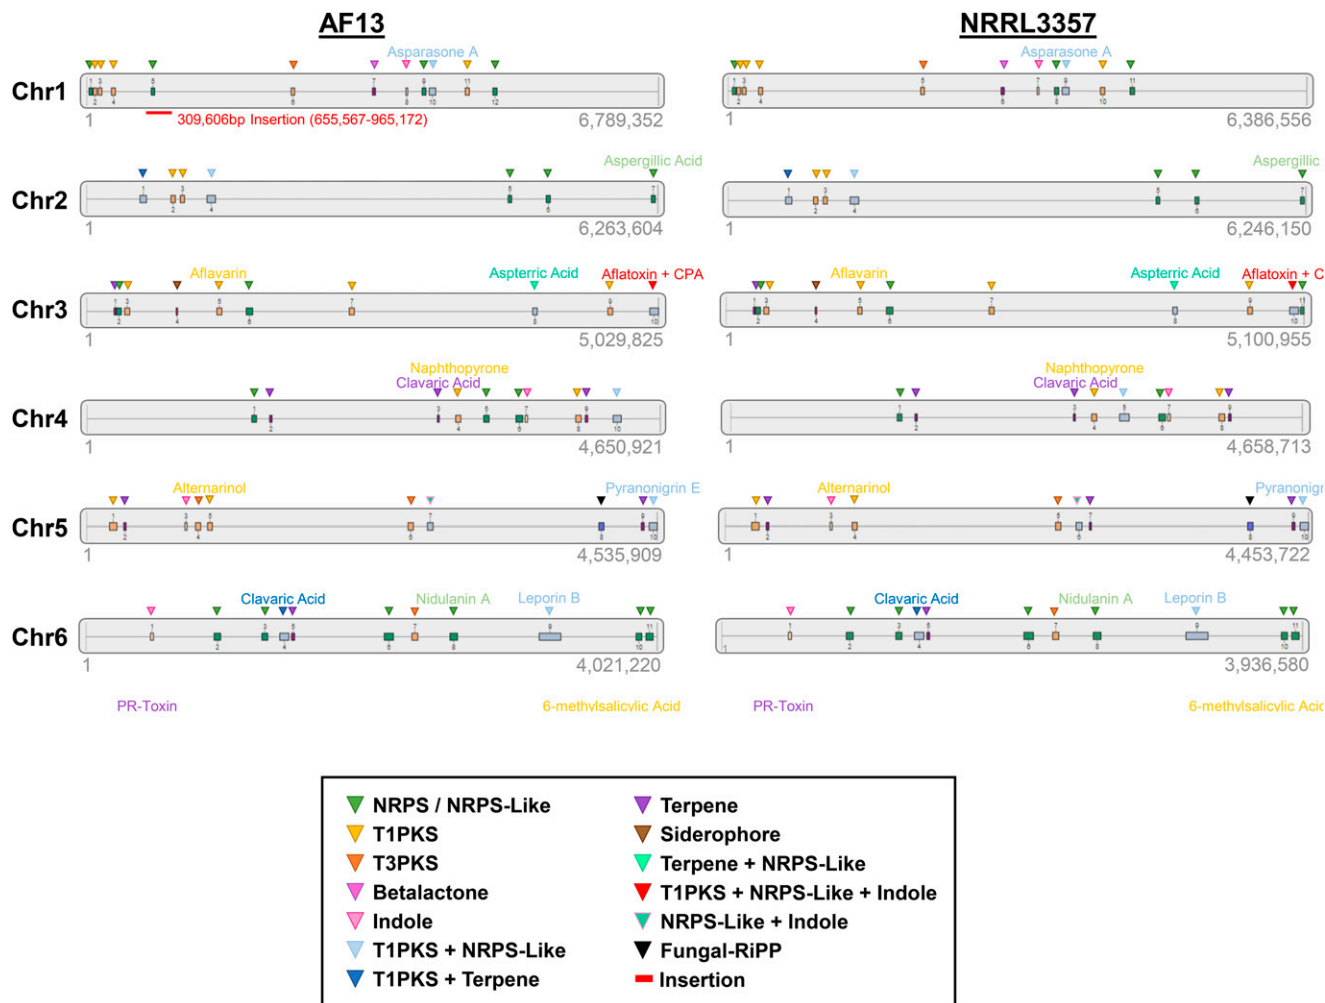 AF13 NRRL3357
Asparasone A Asparasone A
Chr1
309,606bp Insertion (655,567-965,172)
1 6,789,352 1 6,386,556
Aspergillic Acid Aspergillic
Chr2
1 6,263,604 1 6,246,150
Aflavarin Aspterric Acid Aflatoxin + CPA Aflavarin Aspterric Acid Aflatoxin + C
Chr3
1 5,029,825 1 5,100,955
Naphthopyrone Naphthopyrone
Clavaric Acid Clavaric Acid
Chr4
1 4,650,921 1 4,658,713
Alternarinol Pyranonigrin E Alternarinol Pyranonigr
Chr5
1 4,535,909 1 4,453,722
Clavaric Acid Nidulanin A Leporin B Clavaric Acid Nidulanin A Leporin B
Chr6
1 4,021,220 1 3,936,580
PR-Toxin 6-methylsalicylic Acid PR-Toxin 6-methylsalicylic Acid
NRPS / NRPS-Like
T1PKS
T3PKS
Betalactone
Indole
T1PKS + NRPS-Like
T1PKS + Terpene
Terpene
Siderophore
Terpene + NRPS-Like
T1PKS + NRPS-Like + Indole
NRPS-Like + Indole
Fungal-RiPP
Insertion